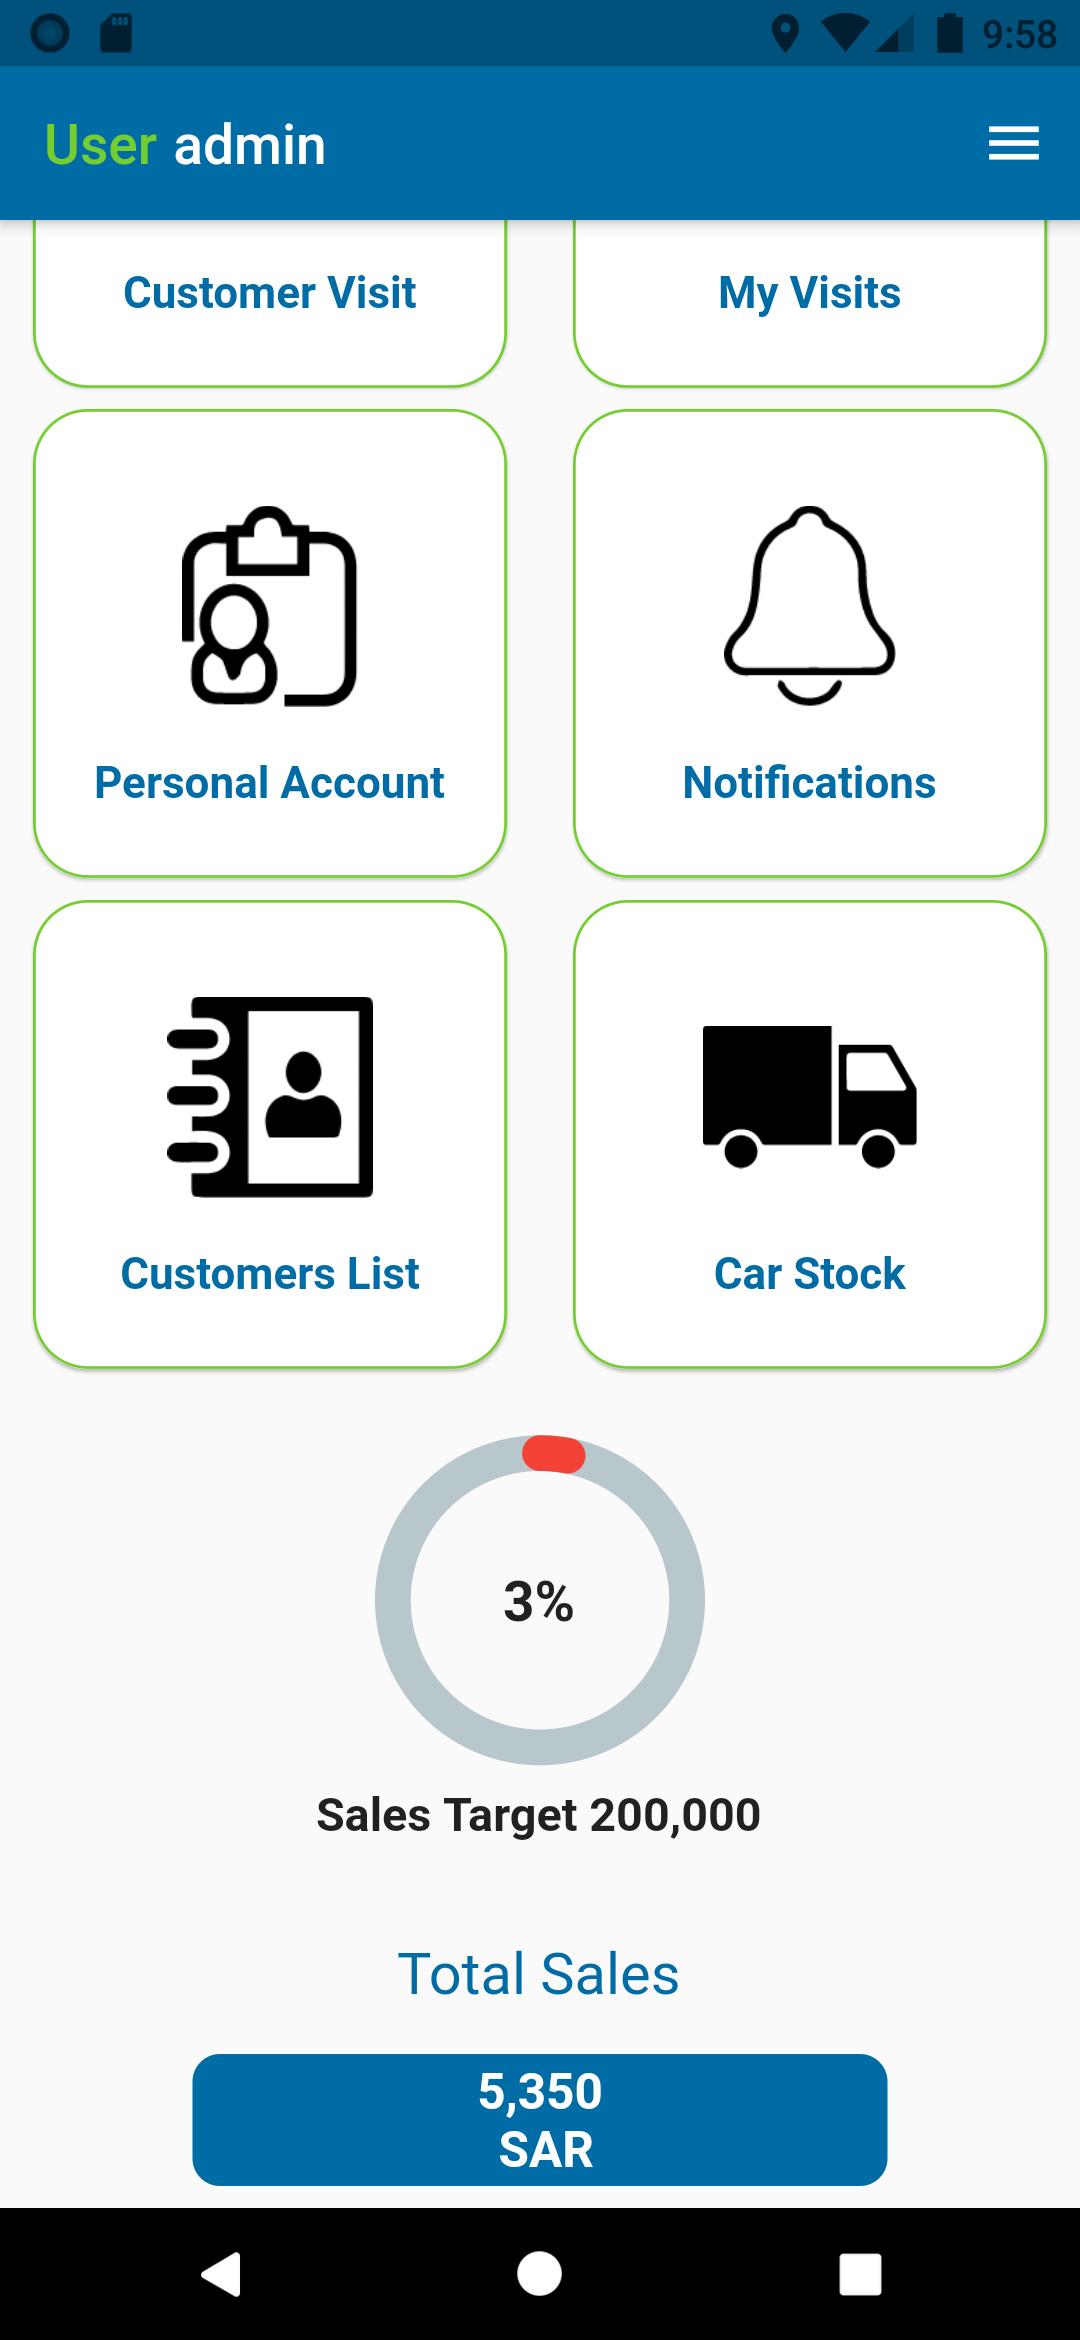 9:58
User admin
Customer Visit
My Visits
Personal Account
Notifications
Customers List
Car Stock
3%
Sales Target 200,000
Total Sales
5,350
SAR